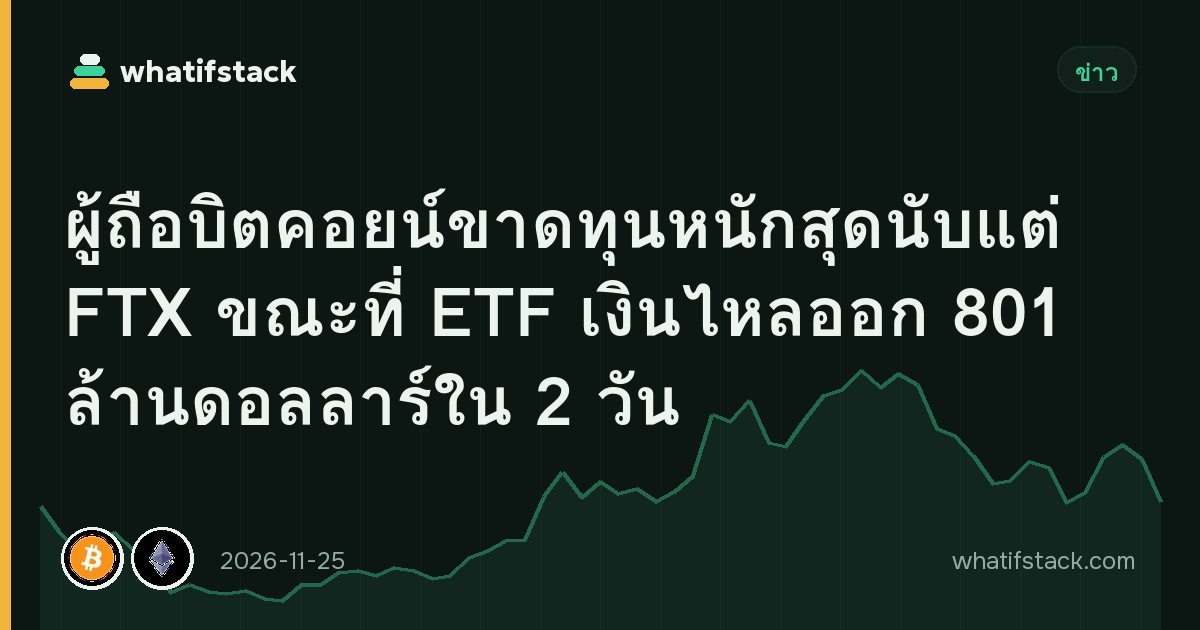 whatifstack
ข่าว
ผู้ถือบิตคอยน์ขาดทุนหนักสุดนับแต่
FTX ขณะที่ ETF เงินไหลออก 801
ล้านดอลลาร์ใน 2 วัน
2026-11-25
whatifstack.com